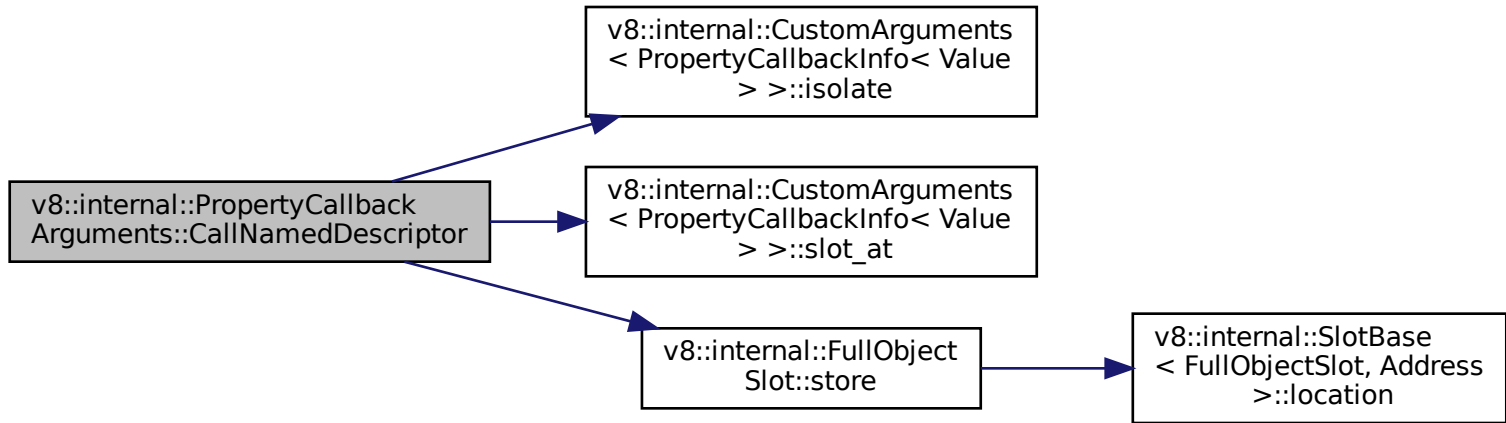 v8::internal::CustomArguments
< PropertyCallbackInfo< Value
> >::isolate
v8::internal::PropertyCallback
Arguments::CallNamedDescriptor
v8::internal::CustomArguments
< PropertyCallbackInfo< Value
> >::slot_at
v8::internal::FullObject
Slot::store
v8::internal::SlotBase
< FullObjectSlot, Address
>::location